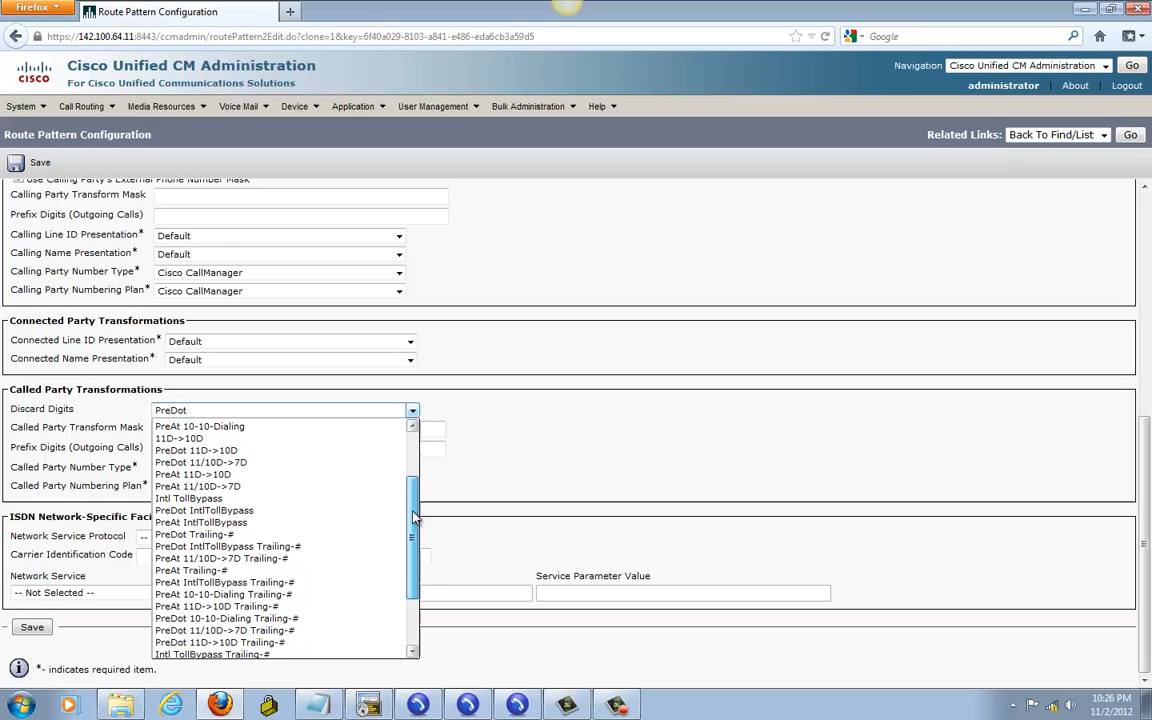 Firefox
Route Pattern Configuration
https://142.100.64.11:8443/ccmadmin/routePattern2Edit.do?clone=1&key=6f40a029-8103-a841-e486-eda6cb3a59d5
Google
CISCO
Cisco Unified CM Administration
For Cisco Unified Communications Solutions
Navigation Cisco Unified CM Administration Go
administrator About Logout
System Call Routing Media Resources Voice Mail Device Application User Management Bulk Administration Help
Route Pattern Configuration
Related Links: Back To Find/List Go
Save
Use Calling Party's External Phone Number Mask
Calling Party Transform Mask
Prefix Digits (Outgoing Calls)
Calling Line ID Presentation* Default
Calling Name Presentation* Default
Calling Party Number Type* Cisco CallManager
Calling Party Numbering Plan* Cisco CallManager
Connected Party Transformations
Connected Line ID Presentation* Default
Connected Name Presentation* Default
Called Party Transformations
Discard Digits PreDot
Called Party Transform Mask
Prefix Digits (Outgoing Calls)
Called Party Number Type*
Called Party Numbering Plan*
PreAt 10-10-Dialing
11D->10D
PreDot 11D->10D
PreDot 11/10D->7D
PreAt 11D->10D
PreAt 11/10D->7D
Intl TollBypass
PreDot IntlTollBypass
PreAt IntlTollBypass
PreDot Trailing-#
PreDot IntlTollBypass Trailing-#
PreAt 11/10D->7D Trailing-#
PreAt Trailing-#
PreAt IntlTollBypass Trailing-#
PreAt 10-10-Dialing Trailing-#
PreAt 11D->10D Trailing-#
PreDot 10-10-Dialing Trailing-#
PreDot 11/10D->7D Trailing-#
PreDot 11D->10D Trailing-#
Intl TollBypass Trailing-#
ISDN Network-Specific Faci
Network Service Protocol --
Carrier Identification Code
Network Service
Service Parameter Value
-- Not Selected --
Save
*- indicates required item.
10:26 PM
11/2/2012